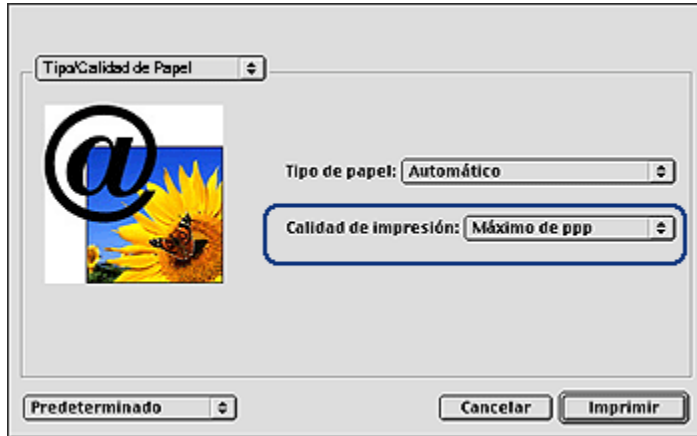 Tipo/Calidad de Papel
@
Tipo de papel: Automático
Calidad de impresión: Máximo de ppp
Predeterminado
Cancelar
Imprimir